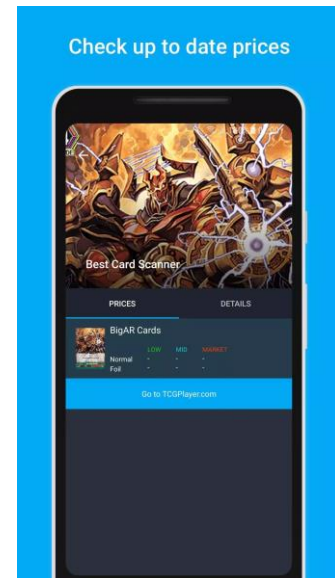 Check up to date prices
Best Card Scanner
PRICES DETAILS
BigAR Cards
LOW MID MARKET
Normal - - -
Foil - - -
Go to TCGPlayer.com